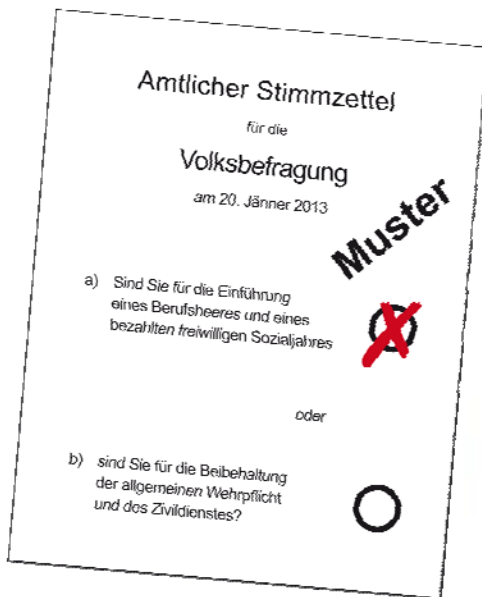 Amtlicher Stimmzettel
für die
Volksbefragung
am 20. Jänner 2013
Muster
a) Sind Sie für die Einführung
eines Berufsheeres und eines
bezahlten freiwilligen Sozialjahres
oder
b) sind Sie für die Beibehaltung
der allgemeinen Wehrpflicht
und des Zivildienstes?